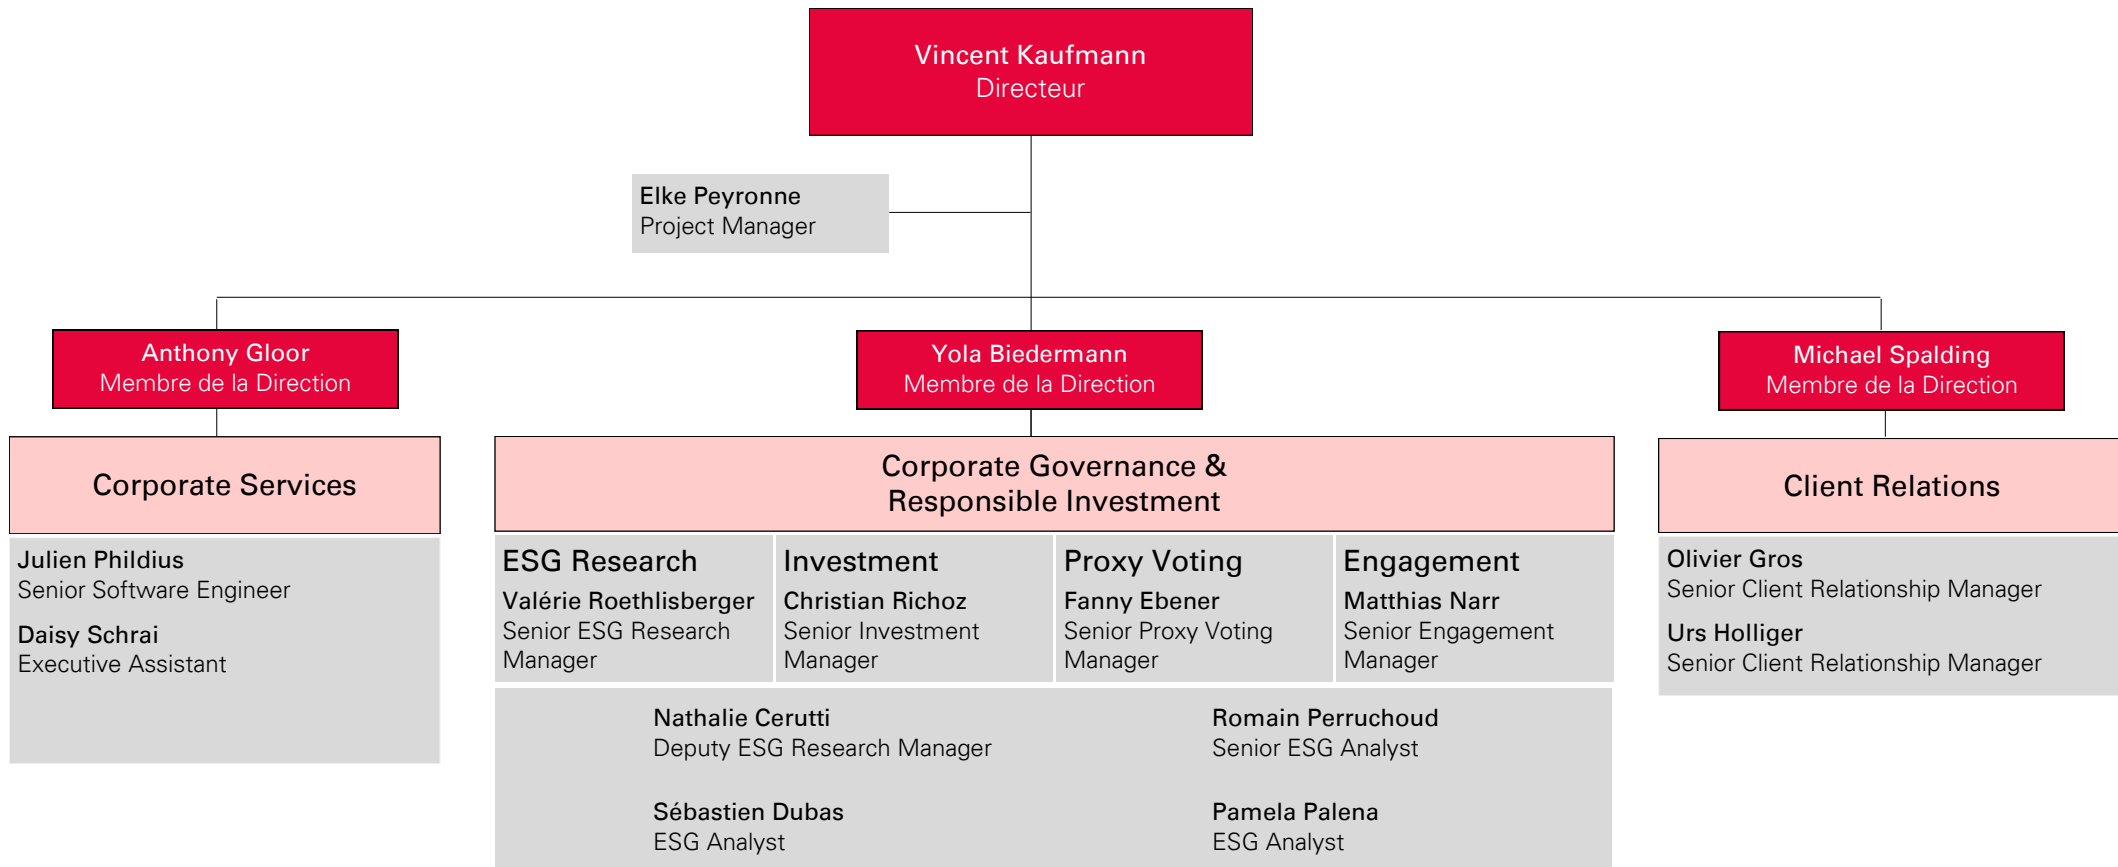 Vincent Kaufmann
Directeur
Elke Peyronne
Project Manager
Anthony Gloor
Membre de la Direction
Yola Biedermann
Membre de la Direction
Michael Spalding
Membre de la Direction
Corporate Services
Julien Phildius
Senior Software Engineer
Daisy Schrai
Executive Assistant
Corporate Governance &
Responsible Investment
ESG Research
Valérie Roethlisberger
Senior ESG Research
Manager
Investment
Christian Richoz
Senior Investment
Manager
Proxy Voting
Fanny Ebener
Senior Proxy Voting
Manager
Engagement
Matthias Narr
Senior Engagement
Manager
Nathalie Cerutti
Deputy ESG Research Manager
Romain Perruchoud
Senior ESG Analyst
Sébastien Dubas
ESG Analyst
Pamela Palena
ESG Analyst
Client Relations
Olivier Gros
Senior Client Relationship Manager
Urs Holliger
Senior Client Relationship Manager